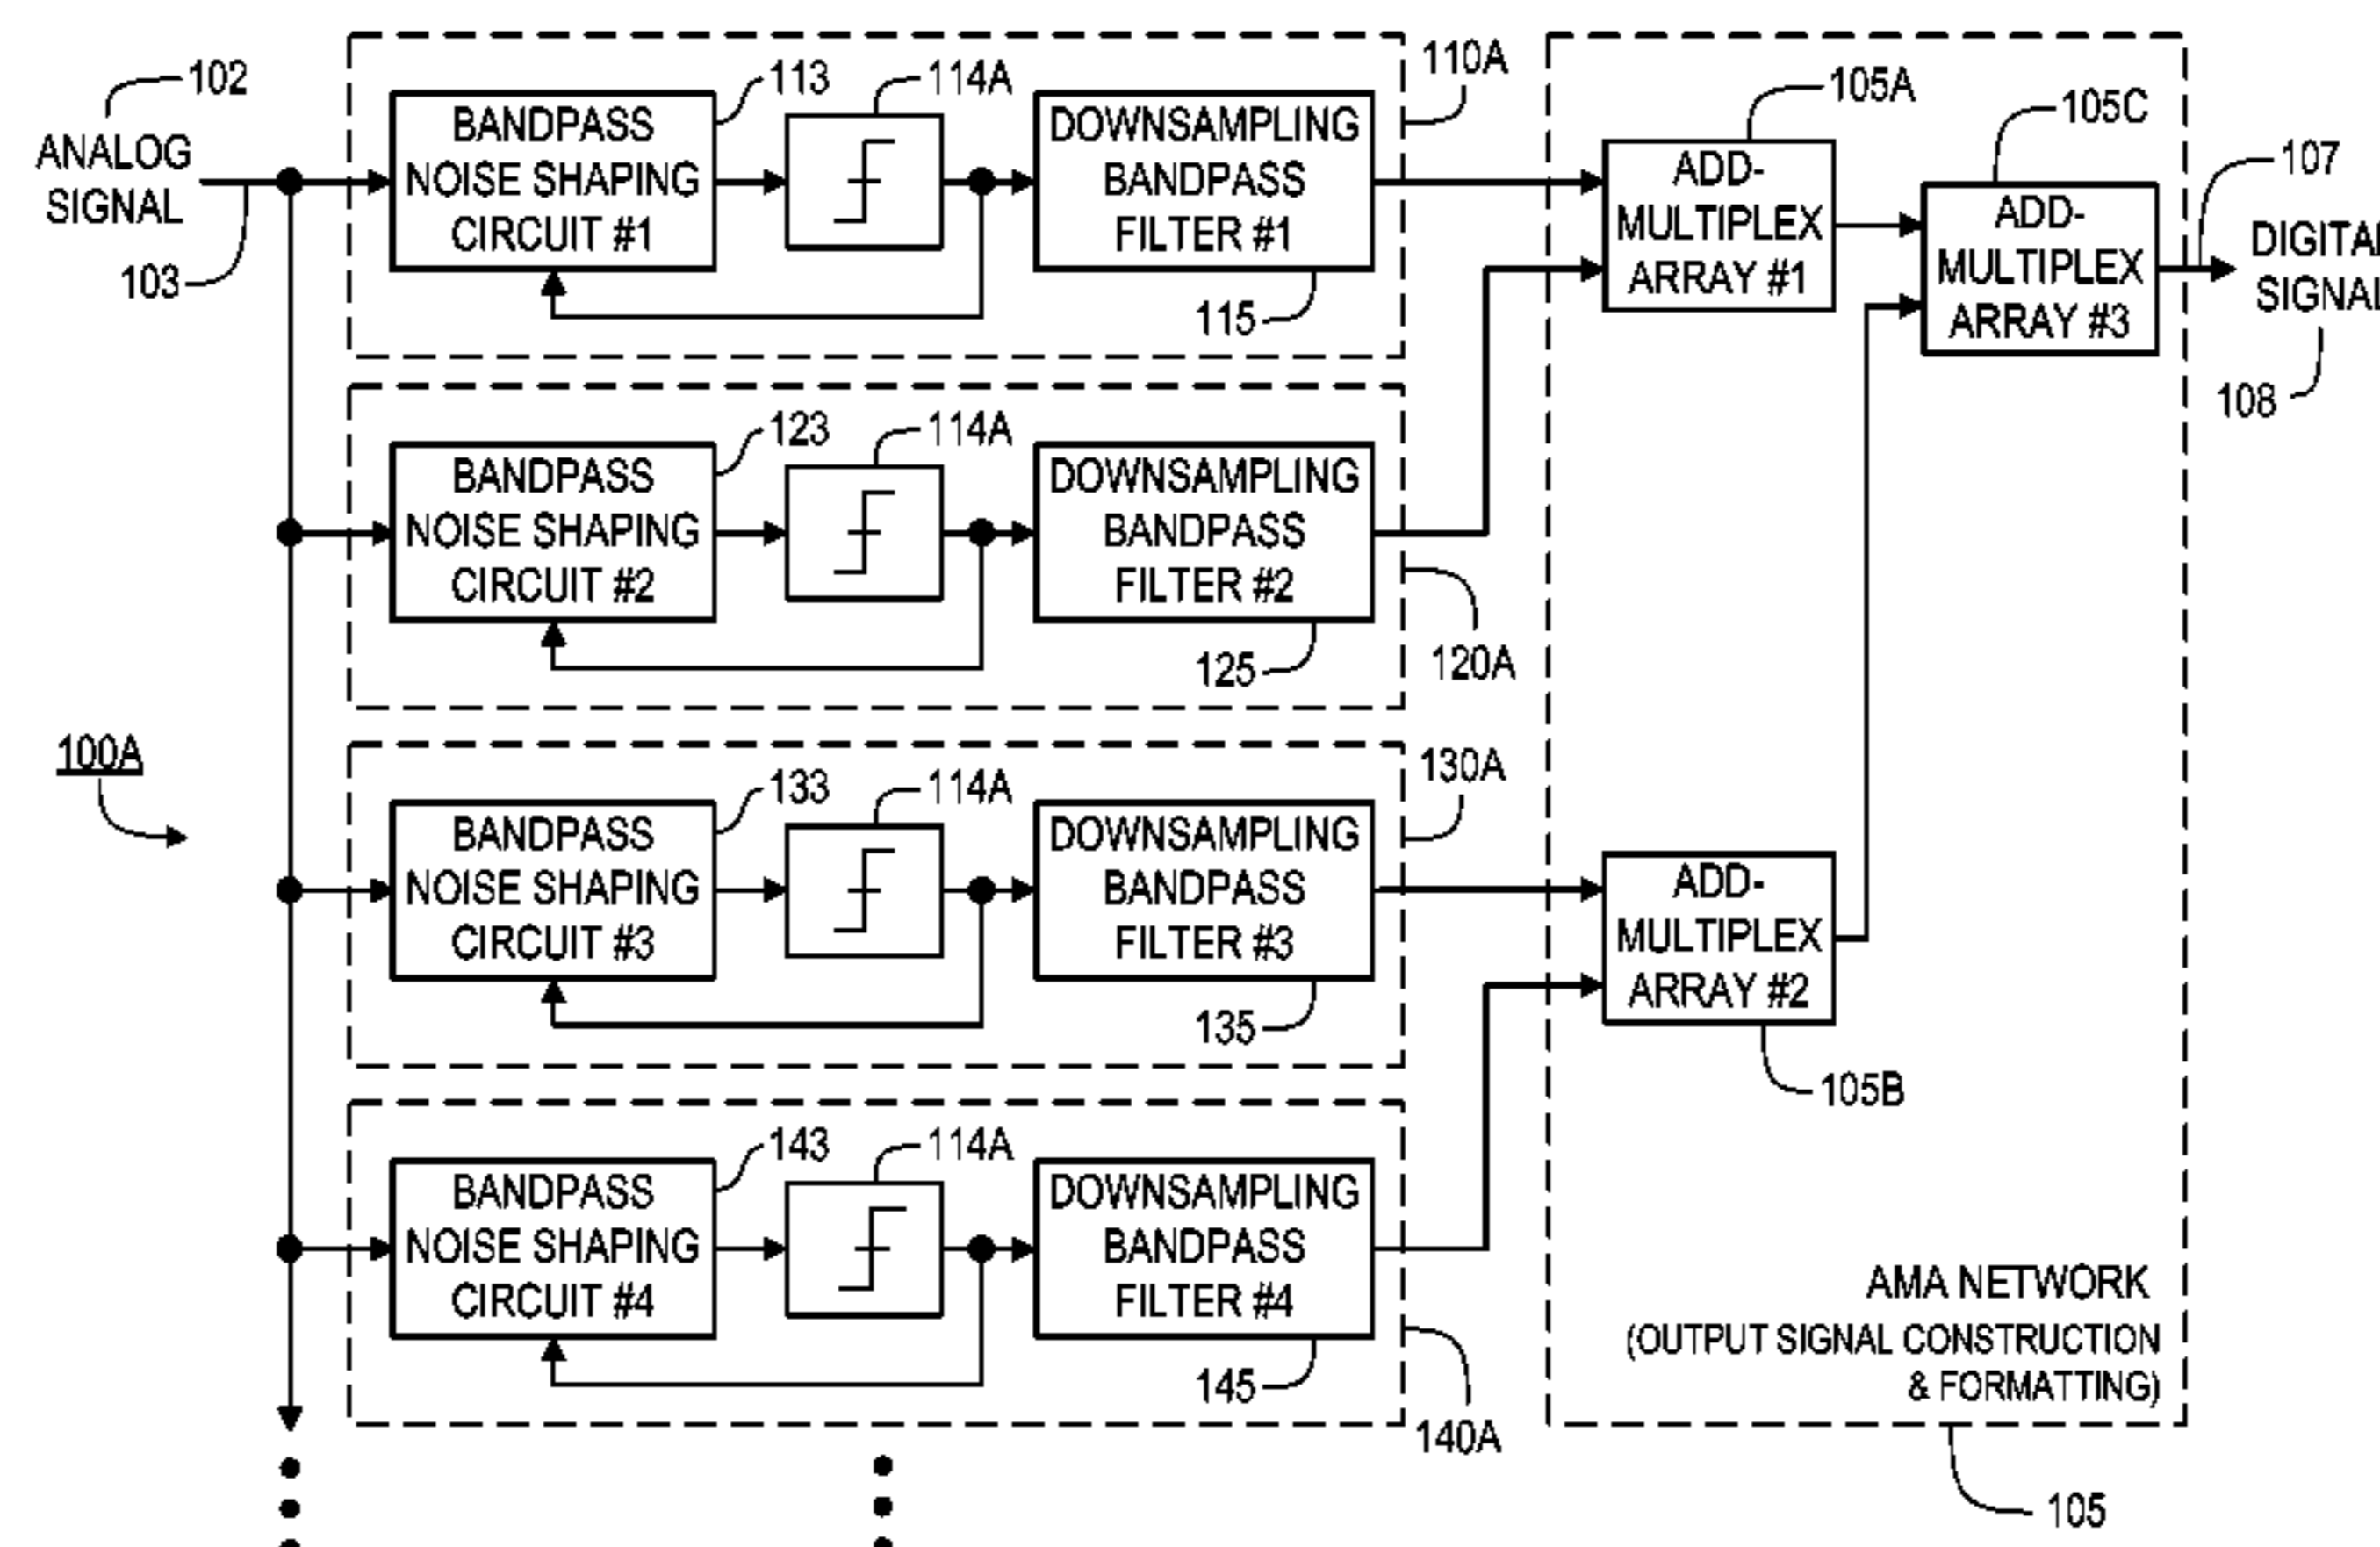 102
ANALOG
SIGNAL
103
113
BANDPASS
NOISE SHAPING
CIRCUIT #1
114A
DOWNSAMPLING
BANDPASS
FILTER #1
115
110A
123
BANDPASS
NOISE SHAPING
CIRCUIT #2
114A
DOWNSAMPLING
BANDPASS
FILTER #2
125
120A
100A
133
BANDPASS
NOISE SHAPING
CIRCUIT #3
114A
DOWNSAMPLING
BANDPASS
FILTER #3
135
130A
143
BANDPASS
NOISE SHAPING
CIRCUIT #4
114A
DOWNSAMPLING
BANDPASS
FILTER #4
145
140A
105A
ADD-
MULTIPLEX
ARRAY #1
105C
ADD-
MULTIPLEX
ARRAY #3
107
DIGITAL
SIGNAL
108
ADD-
MULTIPLEX
ARRAY #2
105B
AMA NETWORK
(OUTPUT SIGNAL CONSTRUCTION
& FORMATTING)
105